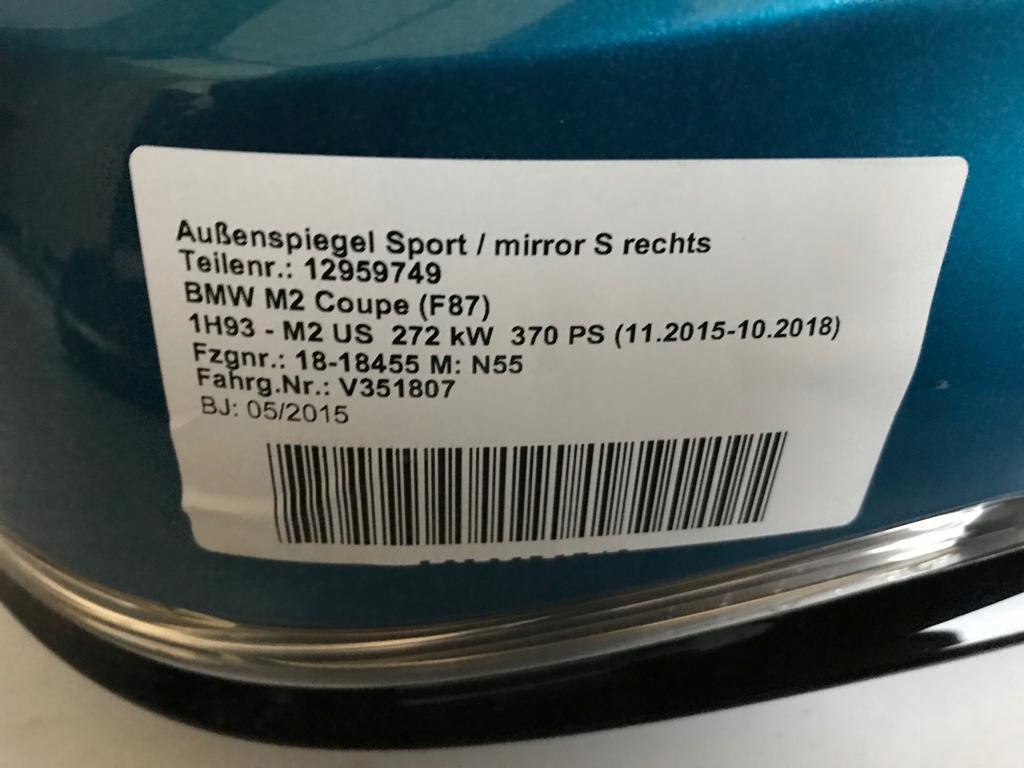 Außenspiegel Sport / mirror S rechts
Teilenr.: 12959749
BMW M2 Coupe (F87)
1H93 - M2 US  272 kW  370 PS (11.2015-10.2018)
Fzgnr.: 18-18455 M: N55
Fahrg.Nr.: V351807
BJ: 05/2015